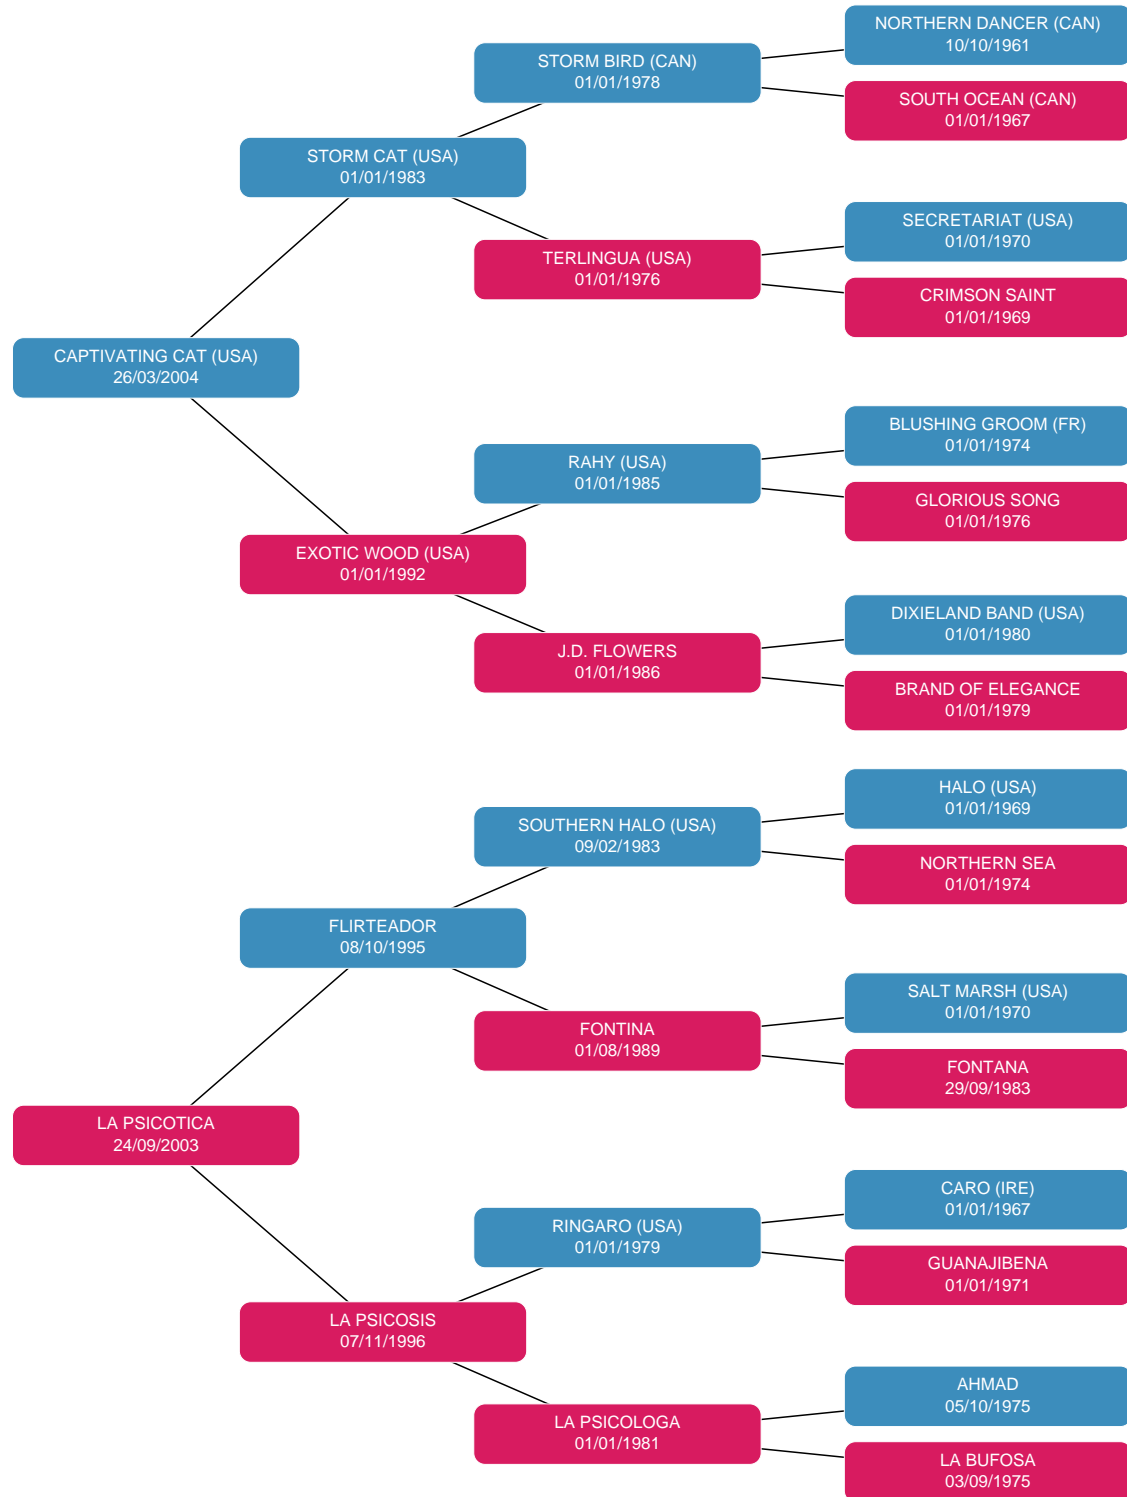 NORTHERN DANCER (CAN)
10/10/1961
STORM BIRD (CAN)
01/01/1978
SOUTH OCEAN (CAN)
01/01/1967
STORM CAT (USA)
01/01/1983
SECRETARIAT (USA)
01/01/1970
TERLINGUA (USA)
01/01/1976
CRIMSON SAINT
01/01/1969
CAPTIVATING CAT (USA)
26/03/2004
BLUSHING GROOM (FR)
01/01/1974
RAHY (USA)
01/01/1985
GLORIOUS SONG
01/01/1976
EXOTIC WOOD (USA)
01/01/1992
DIXIELAND BAND (USA)
01/01/1980
J.D. FLOWERS
01/01/1986
BRAND OF ELEGANCE
01/01/1979
HALO (USA)
01/01/1969
SOUTHERN HALO (USA)
09/02/1983
NORTHERN SEA
01/01/1974
FLIRTEADOR
08/10/1995
SALT MARSH (USA)
01/01/1970
FONTINA
01/08/1989
FONTANA
29/09/1983
LA PSICOTICA
24/09/2003
CARO (IRE)
01/01/1967
RINGARO (USA)
01/01/1979
GUANAJIBENA
01/01/1971
LA PSICOSIS
07/11/1996
AHMAD
05/10/1975
LA PSICOLOGA
01/01/1981
LA BUFOSA
03/09/1975